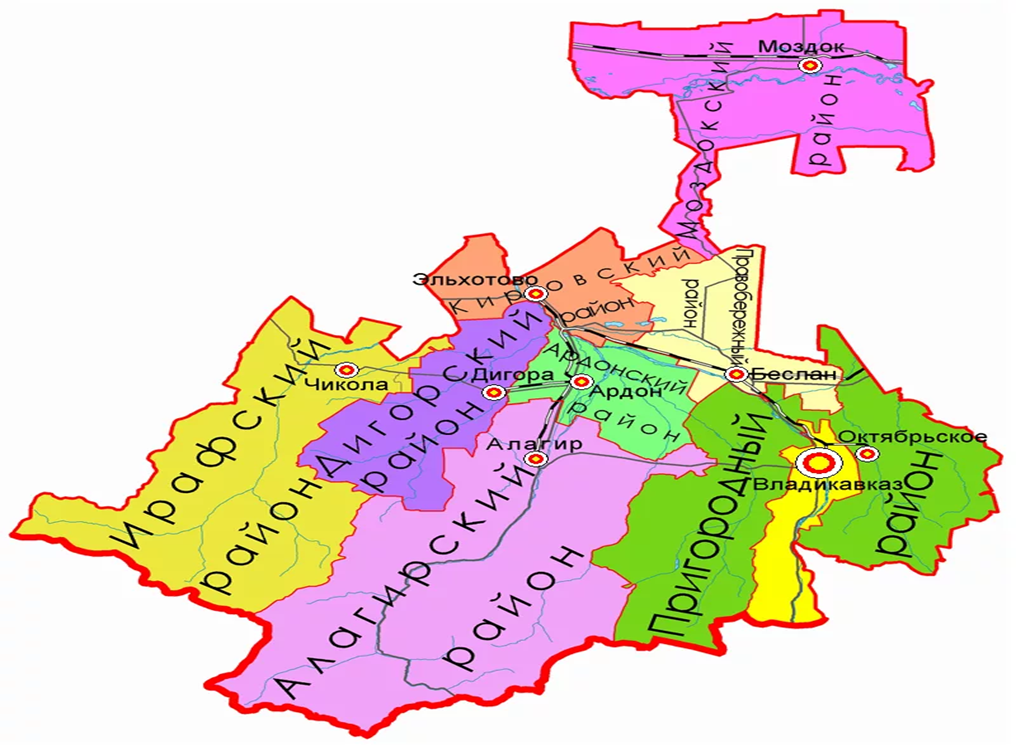 Моздок
Моздокский
район
Правобережный
район
Эльхотово
Кировский
район
Ардонский
район
Ардон
Беслан
Дигора
Дигорский
район
Чикола
Ирафский
район
Алагир
Алагирский
район
Октябрьское
Владикавказ
Пригородный
район